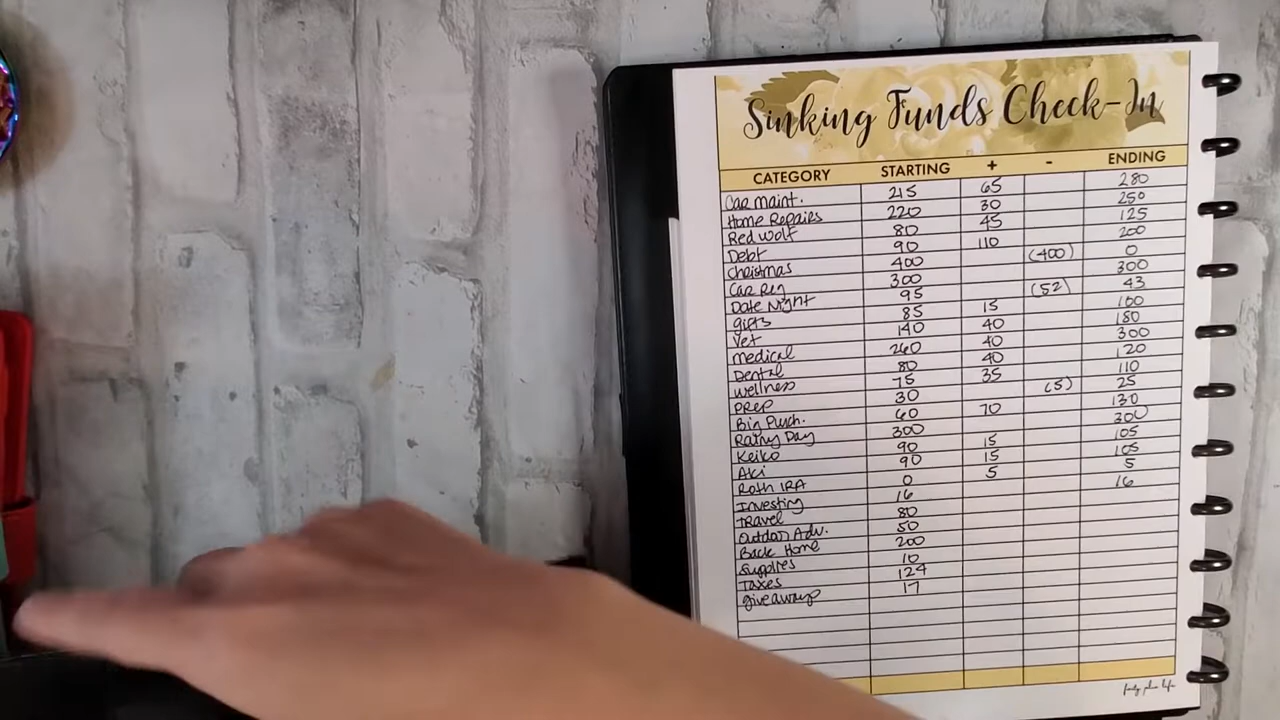 Sinking Funds Check-In
CATEGORY STARTING + - ENDING
Car Maint. 215 65 280
Home Repairs 220 30 250
Red Wolf 80 45 125
Debt 90 110 200
Christmas 400 (-400) 0
Car Reg 300 300
Date Night 95 (52) 43
gifts 85 15 100
Vet 140 40 180
medical 260 40 300
Dental 80 40 120
Wellness 75 35 110
PREP 30 (5) 25
Big Purch. 60 70 130
Rainy Day 300 300
Keiko 90 15 105
Aki 90 15 105
Roth IRA 0 5 5
Investing 16 16
Travel 80
Outdoor Adv. 50
Back Home 200
Supplies 10
Taxes 124
giveaways 17